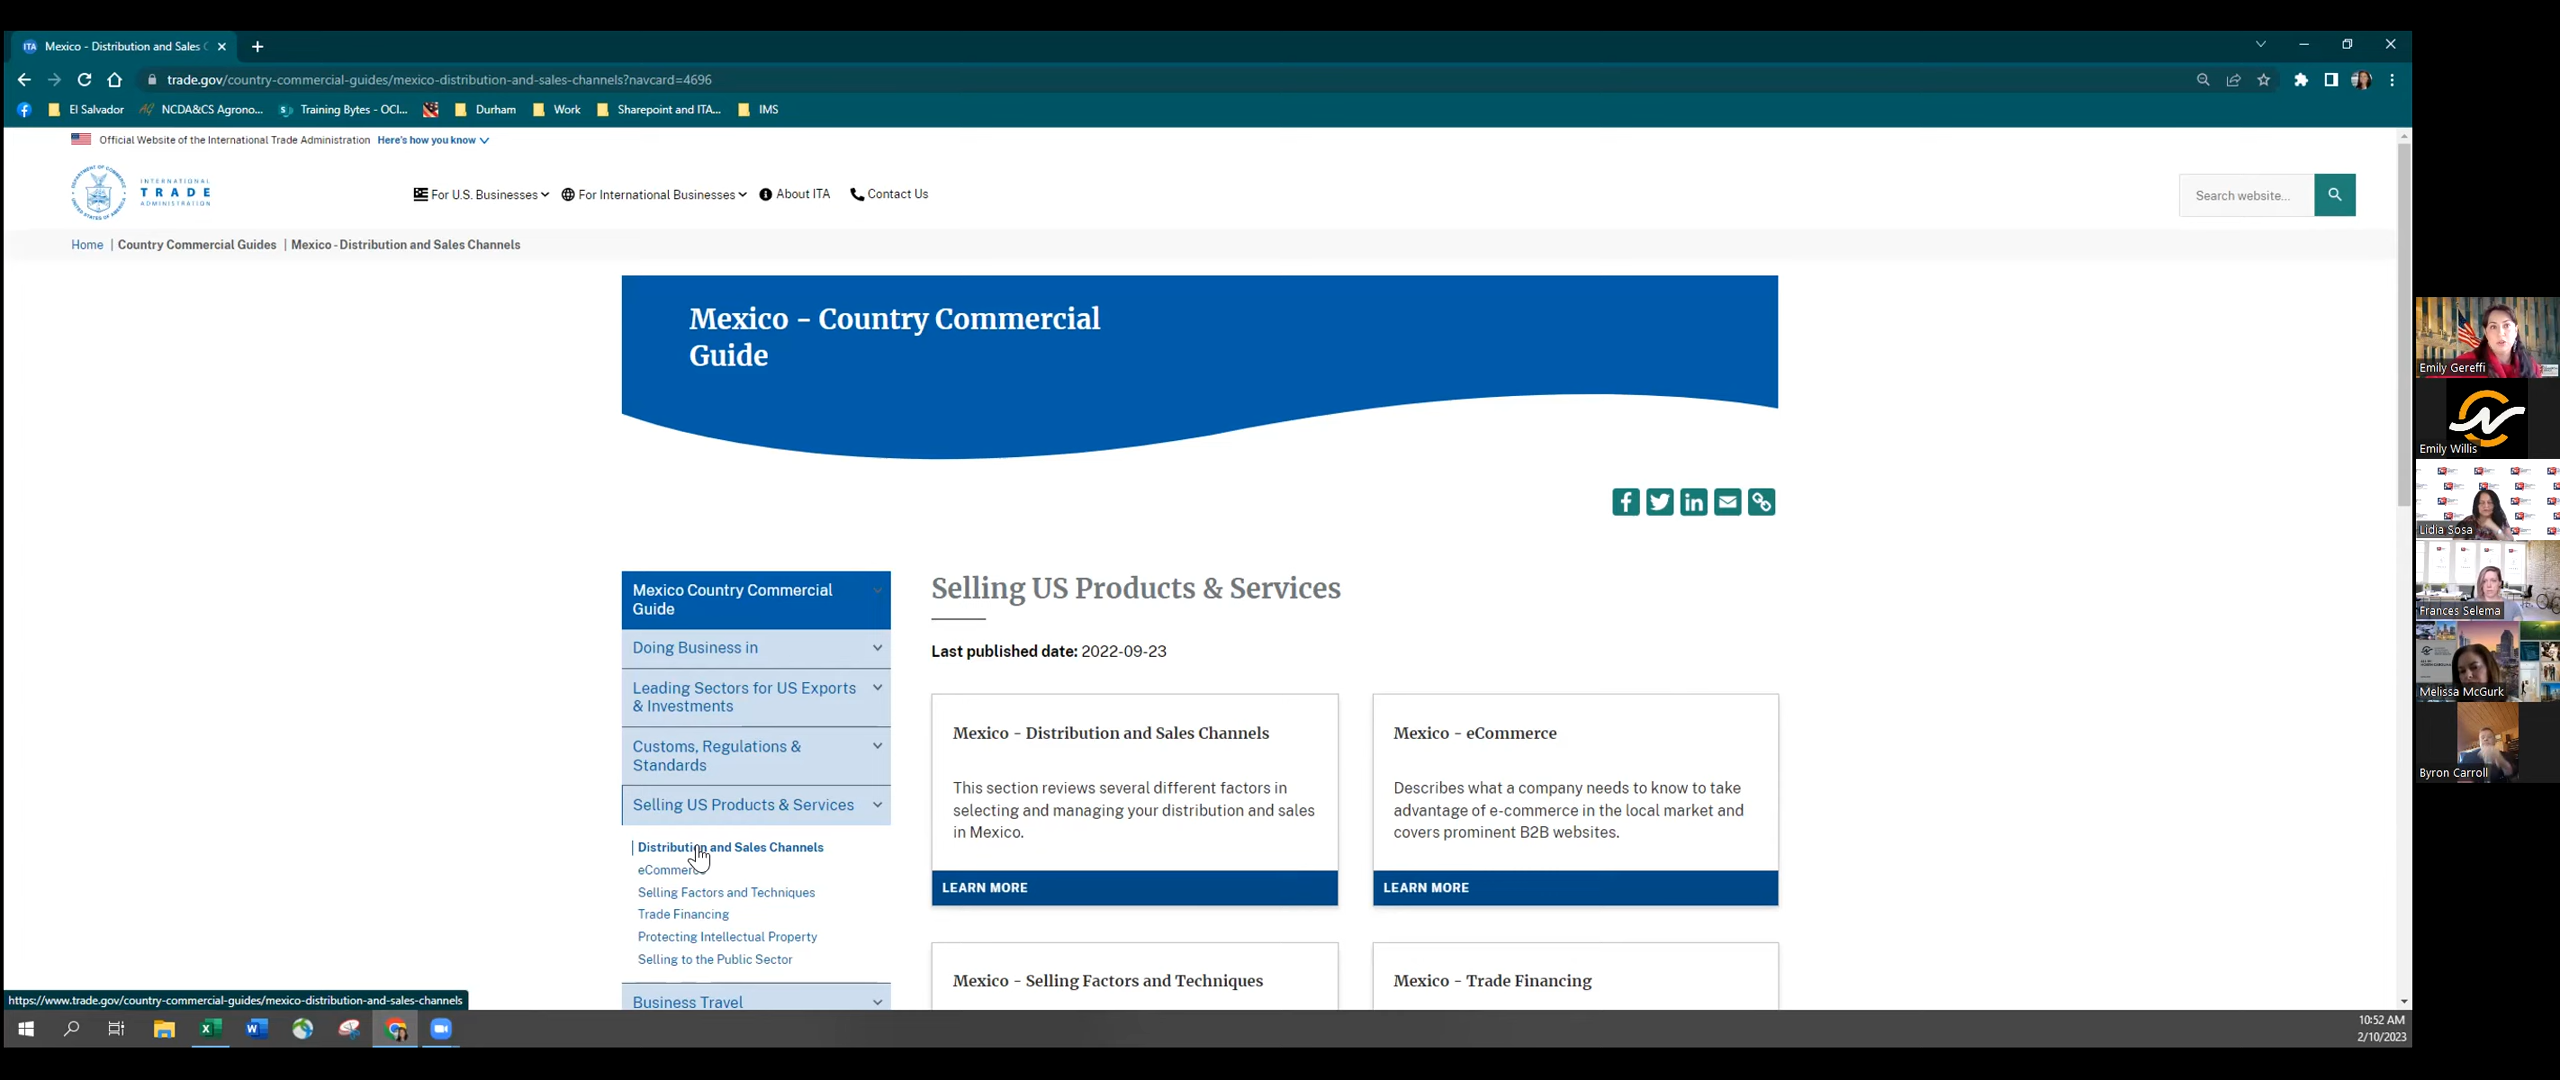 Mexico - Distribution and Sales C
trade.gov/country-commercial-guides/mexico-distribution-and-sales-channels?navcard=4696
El Salvador
NCDA&CS Agrono...
Training Bytes - OCI...
Durham
Work
Sharepoint and ITA...
IMS
Official Website of the International Trade Administration Here's how you know
INTERNATIONAL
TRADE
ADMINISTRATION
For U.S. Businesses
For International Businesses
About ITA
Contact Us
Search website...
Home | Country Commercial Guides | Mexico - Distribution and Sales Channels
Mexico - Country Commercial
Guide
Mexico Country Commercial
Guide
Doing Business in
Leading Sectors for US Exports
& Investments
Customs, Regulations &
Standards
Selling US Products & Services
Distribution and Sales Channels
eCommerc
Selling Factors and Techniques
Trade Financing
Protecting Intellectual Property
Selling to the Public Sector
Business Travel
Selling US Products & Services
Last published date: 2022-09-23
Mexico - Distribution and Sales Channels
This section reviews several different factors in
selecting and managing your distribution and sales
in Mexico.
LEARN MORE
Mexico - eCommerce
Describes what a company needs to know to take
advantage of e-commerce in the local market and
covers prominent B2B websites.
LEARN MORE
Mexico - Selling Factors and Techniques
Mexico - Trade Financing
https://www.trade.gov/country-commercial-guides/mexico-distribution-and-sales-channels
10:52 AM
2/10/2023
Emily Gereffi
Emily Willis
Lidia Sosa
Frances Selema
Melissa McGurk
Byron Carroll